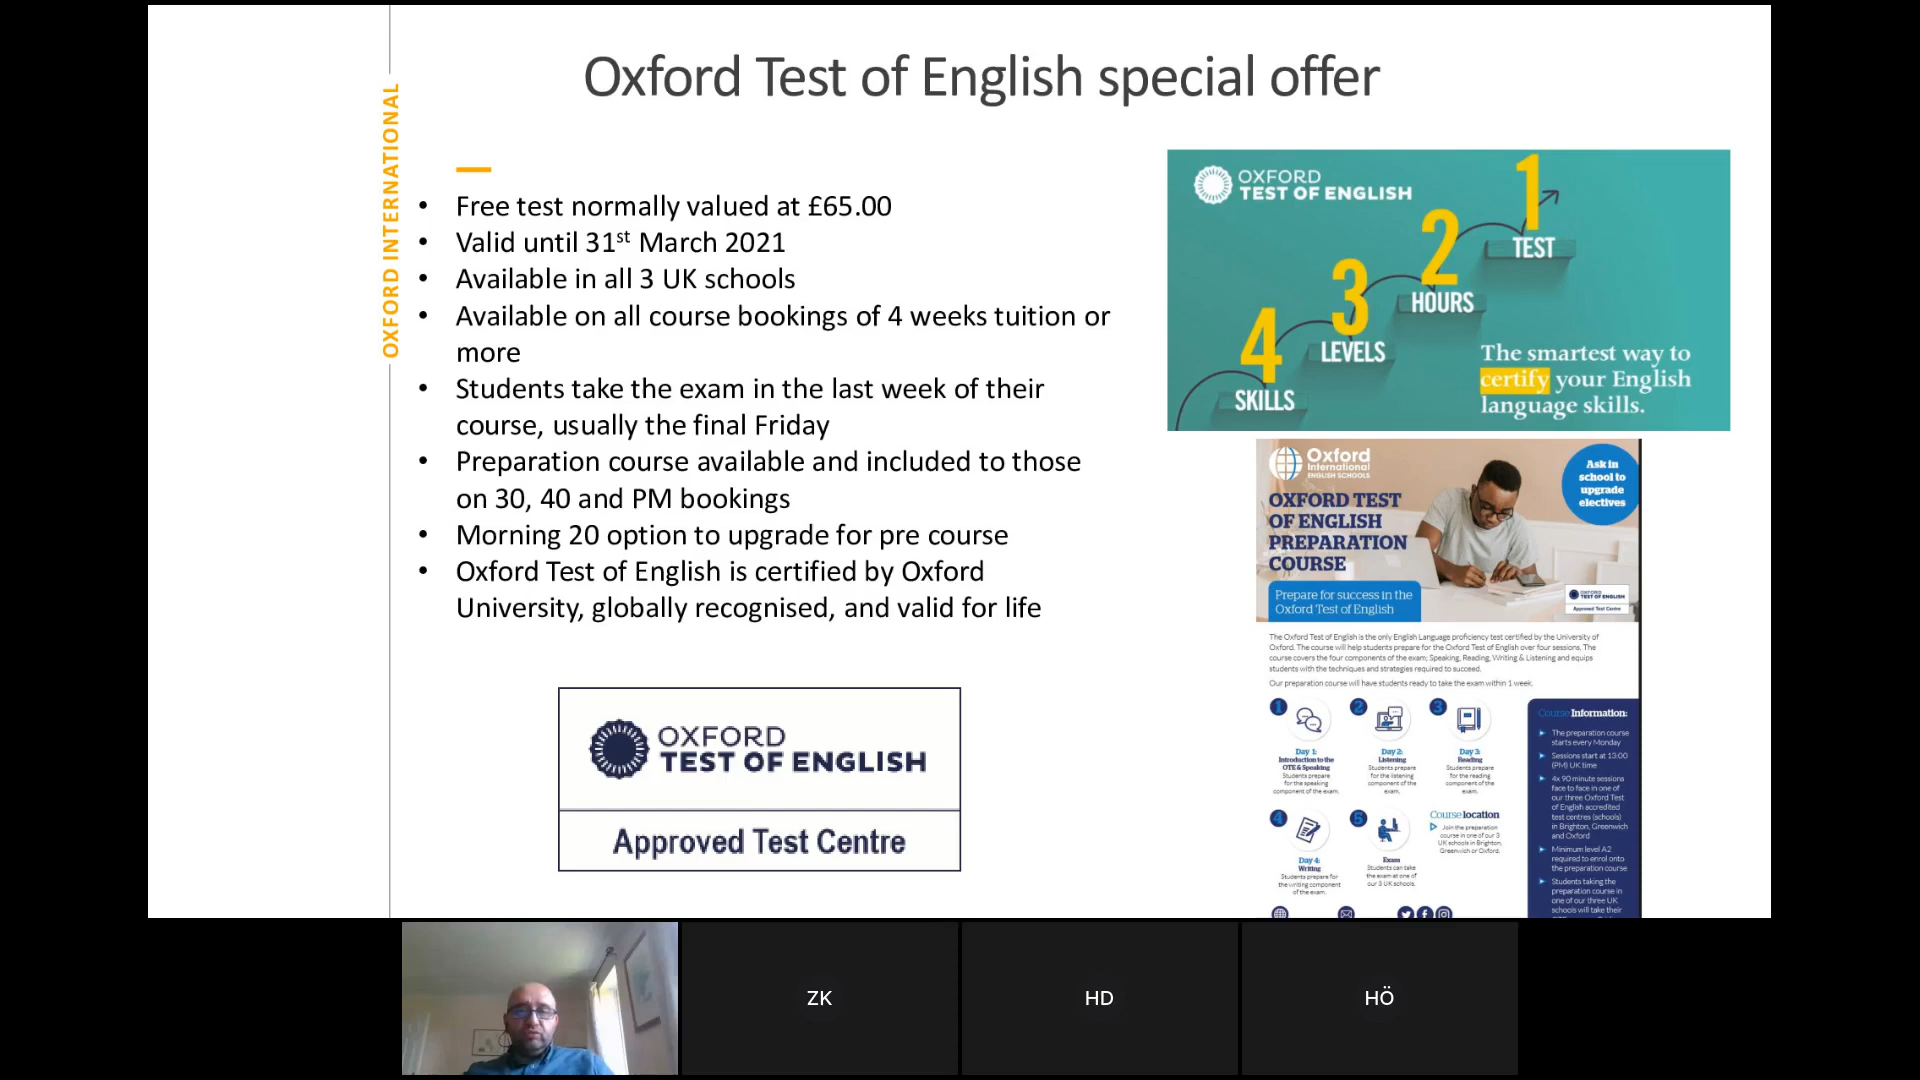 Oxford Test of English special offer
OXFORD INTERNATIONAL
• Free test normally valued at £65.00
• Valid until 31st March 2021
• Available in all 3 UK schools
• Available on all course bookings of 4 weeks tuition or
more
• Students take the exam in the last week of their
course, usually the final Friday
• Preparation course available and included to those
on 30, 40 and PM bookings
• Morning 20 option to upgrade for pre course
• Oxford Test of English is certified by Oxford
University, globally recognised, and valid for life
OXFORD
TEST OF ENGLISH
Approved Test Centre
OXFORD
TEST OF ENGLISH
1
TEST
2
HOURS
3
LEVELS
4
SKILLS
The smartest way to
certify your English
language skills.
Oxford
International
ENGLISH SCHOOLS
Ask in
school to
upgrade
electives
OXFORD TEST
OF ENGLISH
PREPARATION
COURSE
Prepare for success in the
Oxford Test of English
OXFORD
TEST OF ENGLISH
Approved Test Centre
The Oxford Test of English is the only English Language proficiency test certified by the University of
Oxford. The course will help students prepare for the Oxford Test of English over four sessions. The
course covers the four components of the exam; Speaking, Reading, Writing & Listening and equips
students with the techniques and strategies required to succeed.
Our preparation course will have students ready to take the exam within 1 week.
1
Day 1:
Introduction to the
OTE & Speaking
Students prepare
for the speaking
component of the exam.
2
Day 2:
Listening
Students prepare
for the listening
component of the
exam.
3
Day 3:
Reading
Students prepare
for the reading
component of the
exam.
4
Day 4:
Writing
Students prepare for
the writing component
of the exam.
5
Exam
Students can take
the exam at one of
our 3 UK schools.
Course location
Join the preparation
course in one of our 3
UK schools in Brighton,
Greenwich or Oxford.
Course Information:
The preparation course
starts every Monday
Sessions start at 13:00
(PM) UK time
4x 90 minute sessions
face to face in one of
our three Oxford Test
of English accredited
test centres (schools)
in Brighton, Greenwich
and Oxford
Minimum level A2
required to enrol onto
the preparation course
Students taking the
preparation course in
one of our three UK
schools will take their
ZK
HD
HÖ